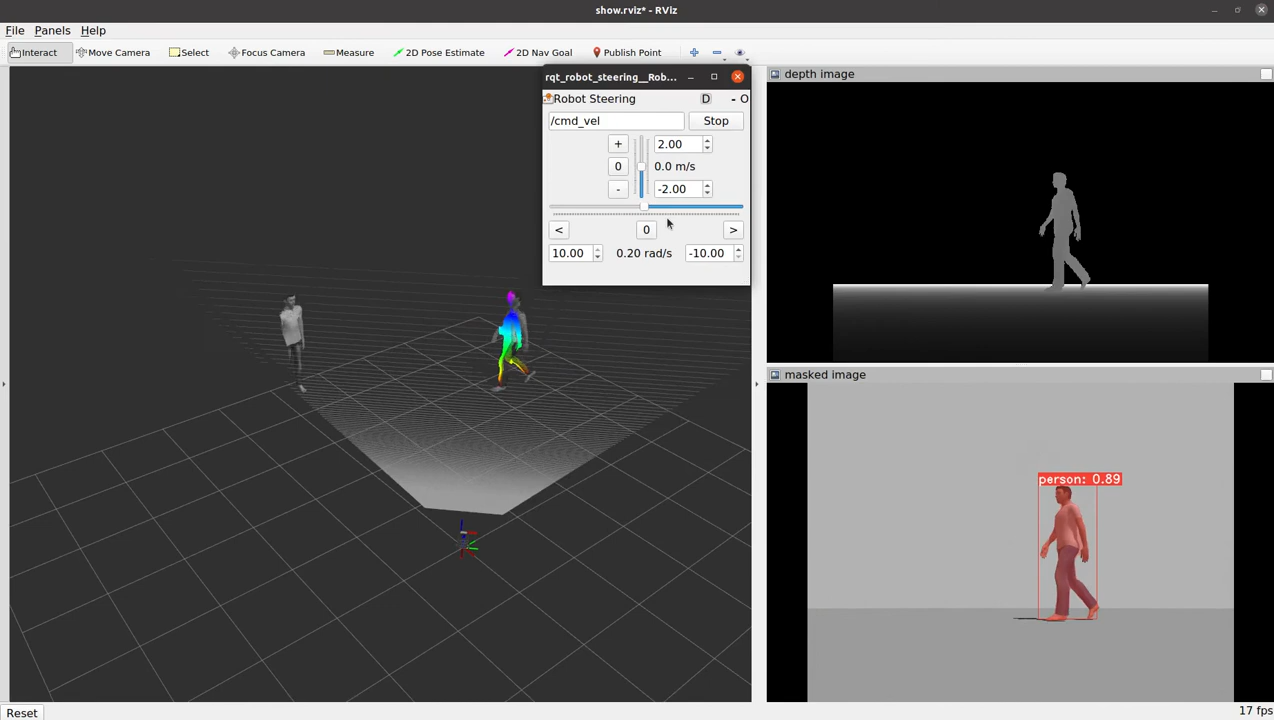 show.rviz* - RViz
File Panels Help
Interact Move Camera Select Focus Camera Measure 2D Pose Estimate 2D Nav Goal Publish Point
rqt_robot_steering__Rob...
Robot Steering D - O
/cmd_vel Stop
+ 2.00
0 0.0 m/s
- -2.00
< 0 >
10.00 0.20 rad/s -10.00
depth image
masked image
person: 0.89
Reset 17 fps